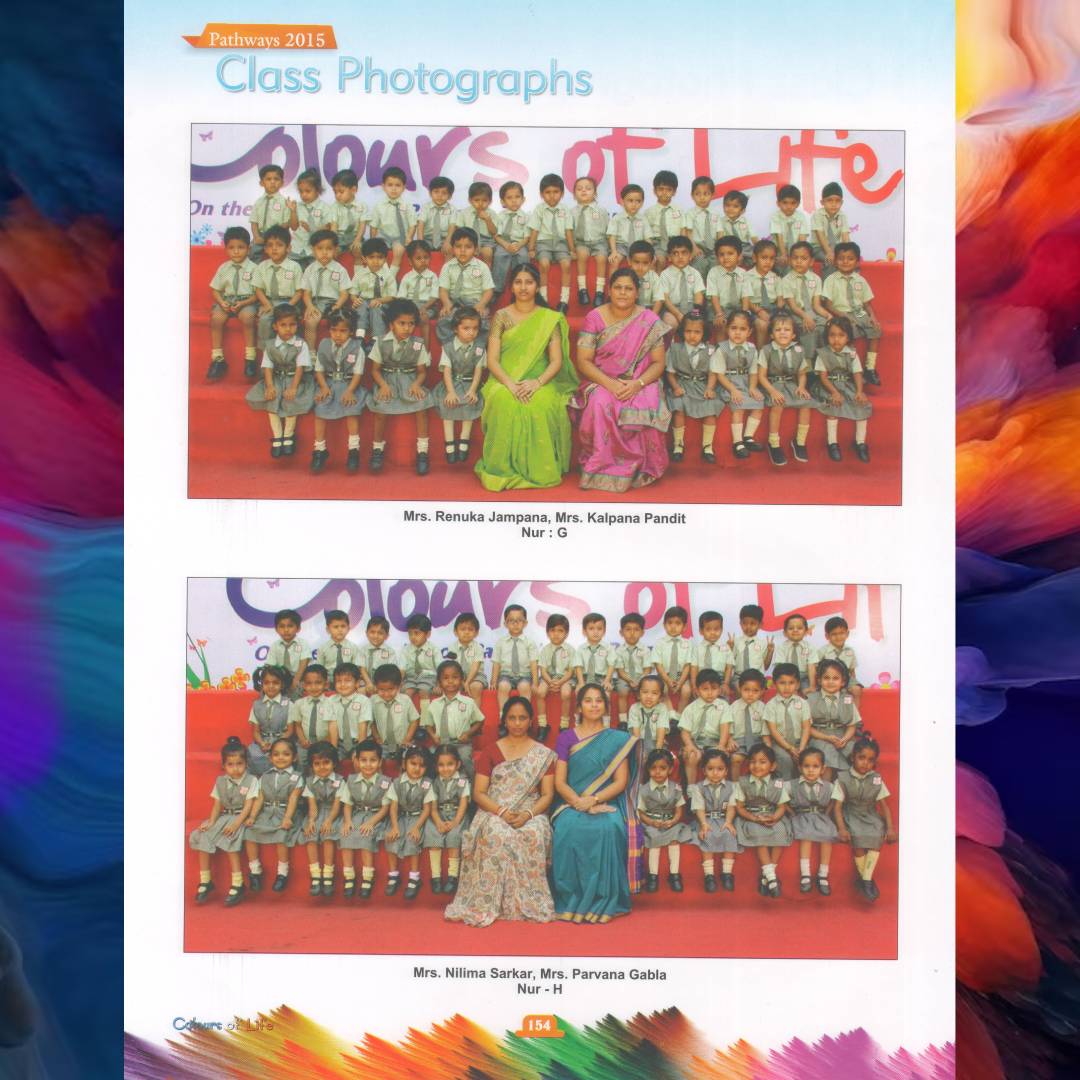 Pathways 2015
Class Photographs
Colours of Life
On the
Mrs. Renuka Jampana, Mrs. Kalpana Pandit
Nur : G
Colours of Life
Mrs. Nilima Sarkar, Mrs. Parvana Gabla
Nur - H
Colours of Life
154